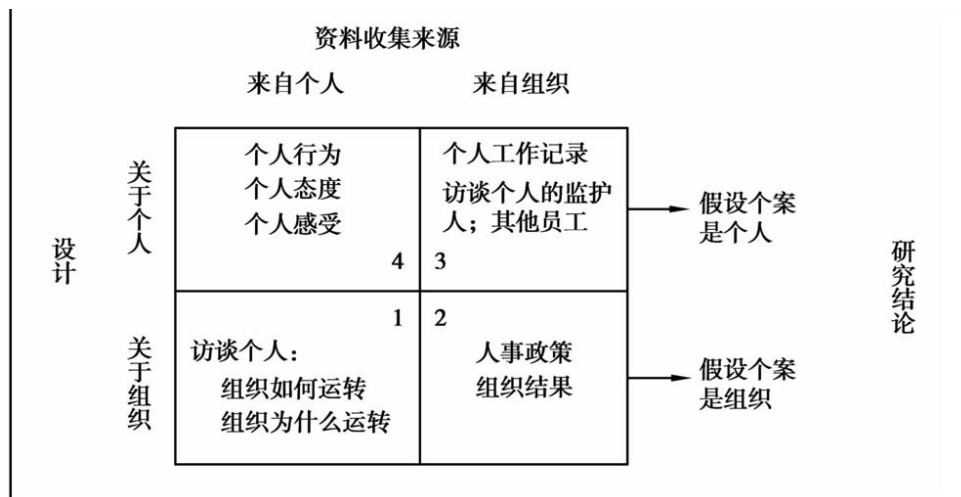 资料收集来源
来自个人
来自组织
设计
关于个人
个人行为
个人态度
个人感受
4
个人工作记录
访谈个人的监护
人；其他员工
3
假设个案
是个人
研究结论
关于组织
1
访谈个人：
组织如何运转
组织为什么运转
2
人事政策
组织结果
假设个案
是组织